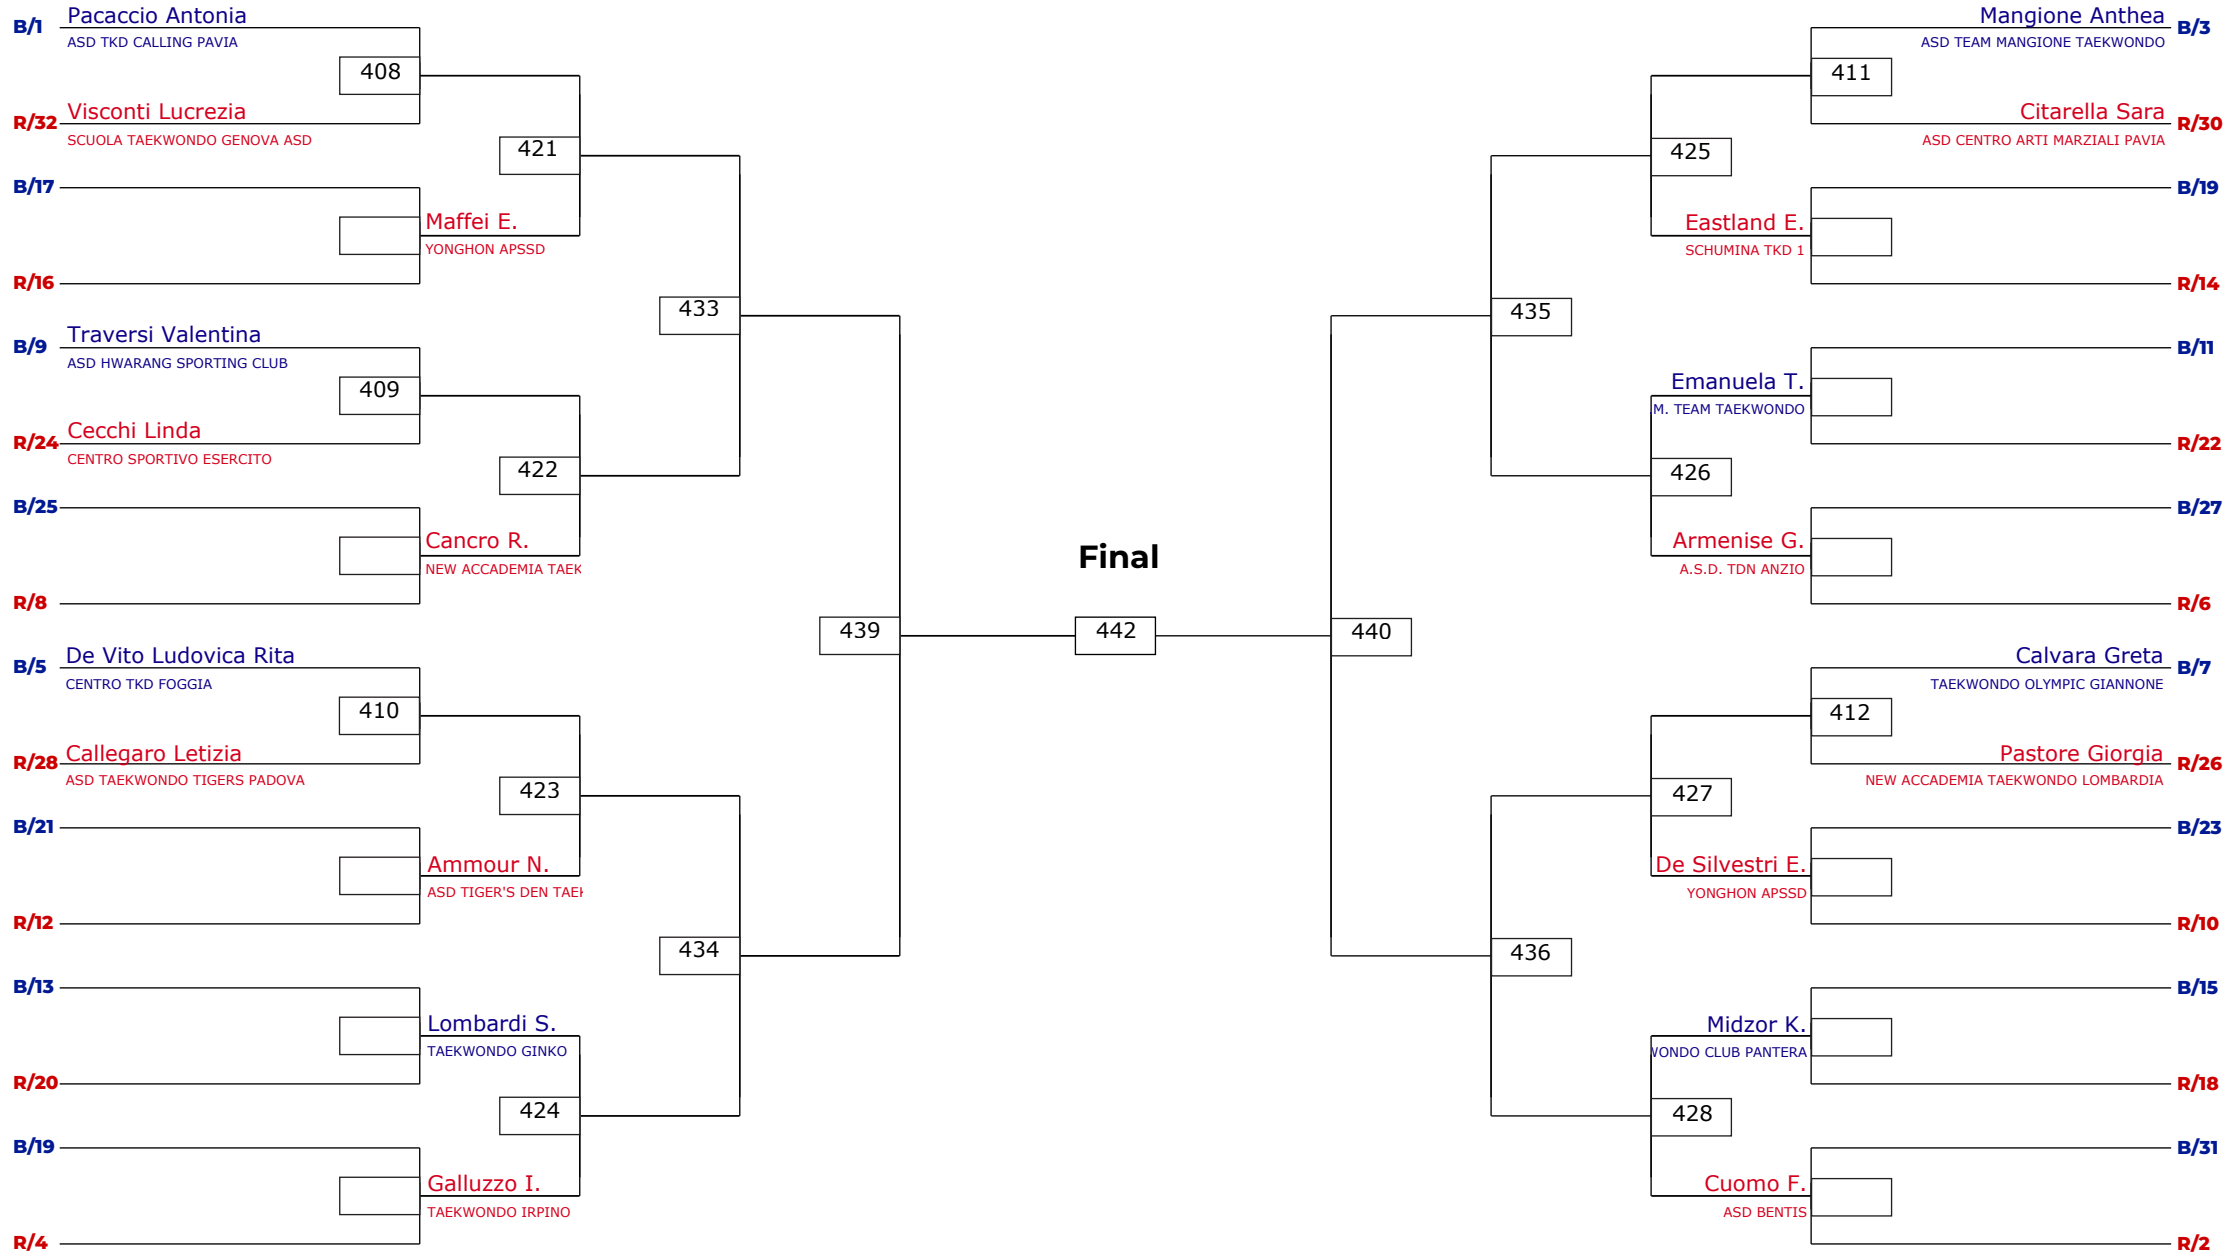 B/1
Pacaccio Antonia
ASD TKD CALLING PAVIA
408
R/32
Visconti Lucrezia
SCUOLA TAEKWONDO GENOVA ASD
421
B/17
Maffei E.
YONGHON APSSD
R/16
433
B/9
Traversi Valentina
ASD HWARANG SPORTING CLUB
409
R/24
Cecchi Linda
CENTRO SPORTIVO ESERCITO
422
B/25
Cancro R.
NEW ACCADEMIA TAEK
R/8
439
B/5
De Vito Ludovica Rita
CENTRO TKD FOGGIA
410
R/28
Callegaro Letizia
ASD TAEKWONDO TIGERS PADOVA
423
B/21
Ammour N.
ASD TIGER'S DEN TAEK
R/12
434
B/13
Lombardi S.
TAEKWONDO GINKO
R/20
424
B/19
Galluzzo I.
TAEKWONDO IRPINO
R/4
Final
442
Mangione Anthea
B/3
ASD TEAM MANGIONE TAEKWONDO
411
Citarella Sara
R/30
ASD CENTRO ARTI MARZIALI PAVIA
425
B/19
Eastland E.
SCHUMINA TKD 1
R/14
435
B/11
Emanuela T.
M. TEAM TAEKWONDO
R/22
426
B/27
Armenise G.
A.S.D. TDN ANZIO
R/6
440
Calvara Greta
B/7
TAEKWONDO OLYMPIC GIANNONE
412
Pastore Giorgia
R/26
NEW ACCADEMIA TAEKWONDO LOMBARDIA
427
B/23
De Silvestri E.
YONGHON APSSD
R/10
436
B/15
Midzor K.
WONDO CLUB PANTERA
R/18
428
B/31
Cuomo F.
ASD BENTIS
R/2